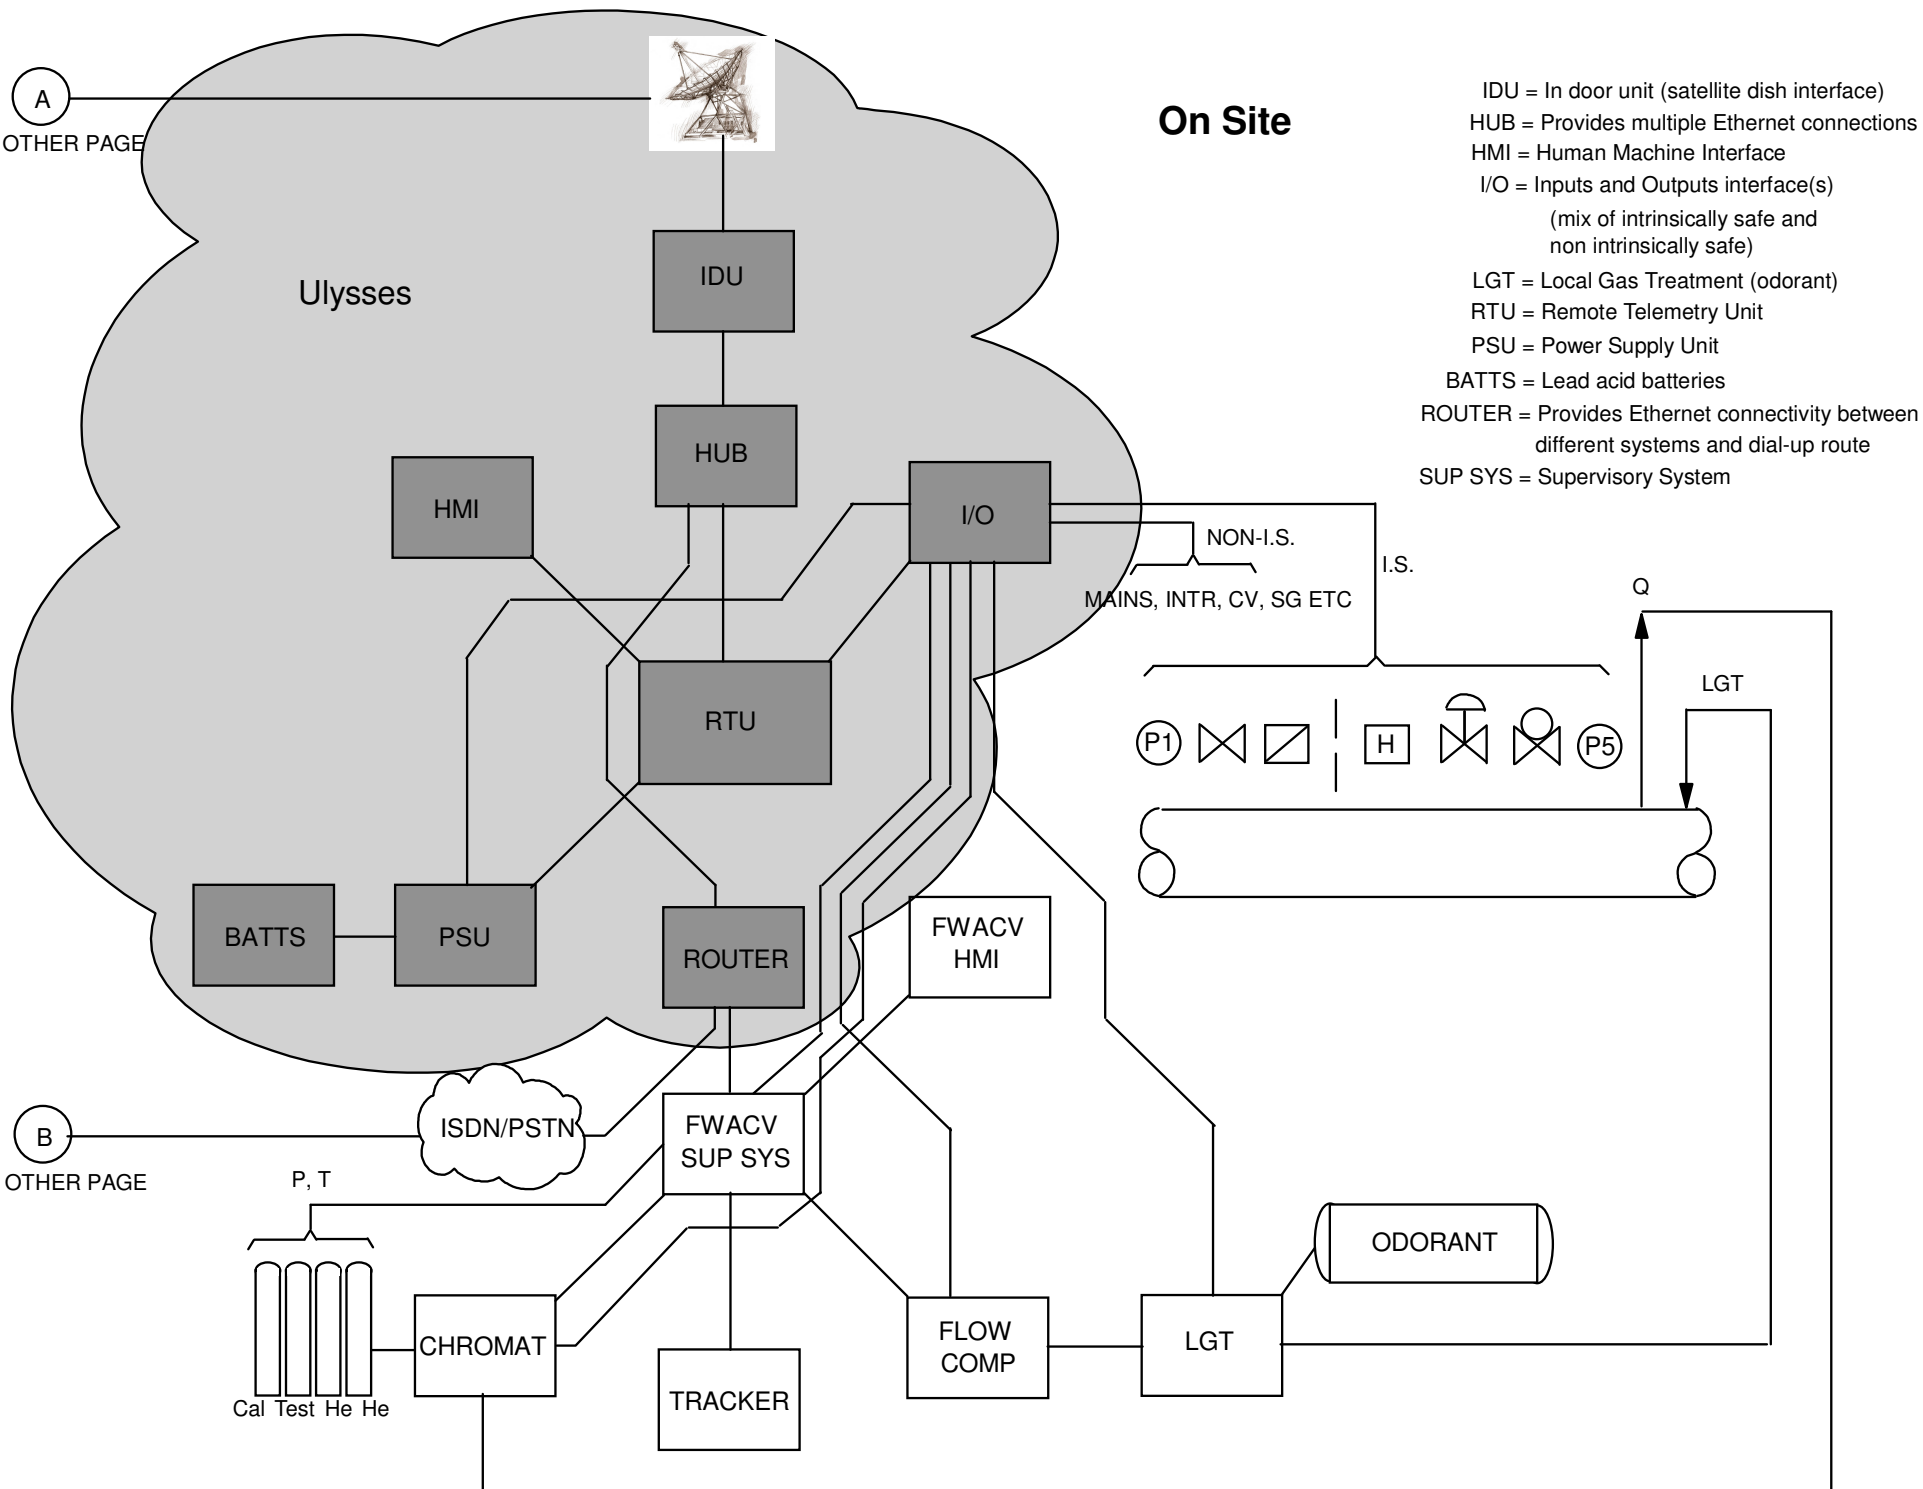 A
OTHER PAGE
On Site
IDU = In door unit (satellite dish interface)
HUB = Provides multiple Ethernet connections
HMI = Human Machine Interface
I/O = Inputs and Outputs interface(s)
(mix of intrinsically safe and
non intrinsically safe)
LGT = Local Gas Treatment (odorant)
RTU = Remote Telemetry Unit
PSU = Power Supply Unit
BATTS = Lead acid batteries
ROUTER = Provides Ethernet connectivity between
different systems and dial-up route
SUP SYS = Supervisory System
Ulysses
IDU
HUB
HMI
I/O
NON-I.S.
I.S.
MAINS, INTR, CV, SG ETC
Q
LGT
RTU
P1
H
P5
BATTS
PSU
ROUTER
FWACV
HMI
B
OTHER PAGE
ISDN/PSTN
FWACV
SUP SYS
P, T
ODORANT
CHROMAT
FLOW
COMP
LGT
TRACKER
Cal Test He He